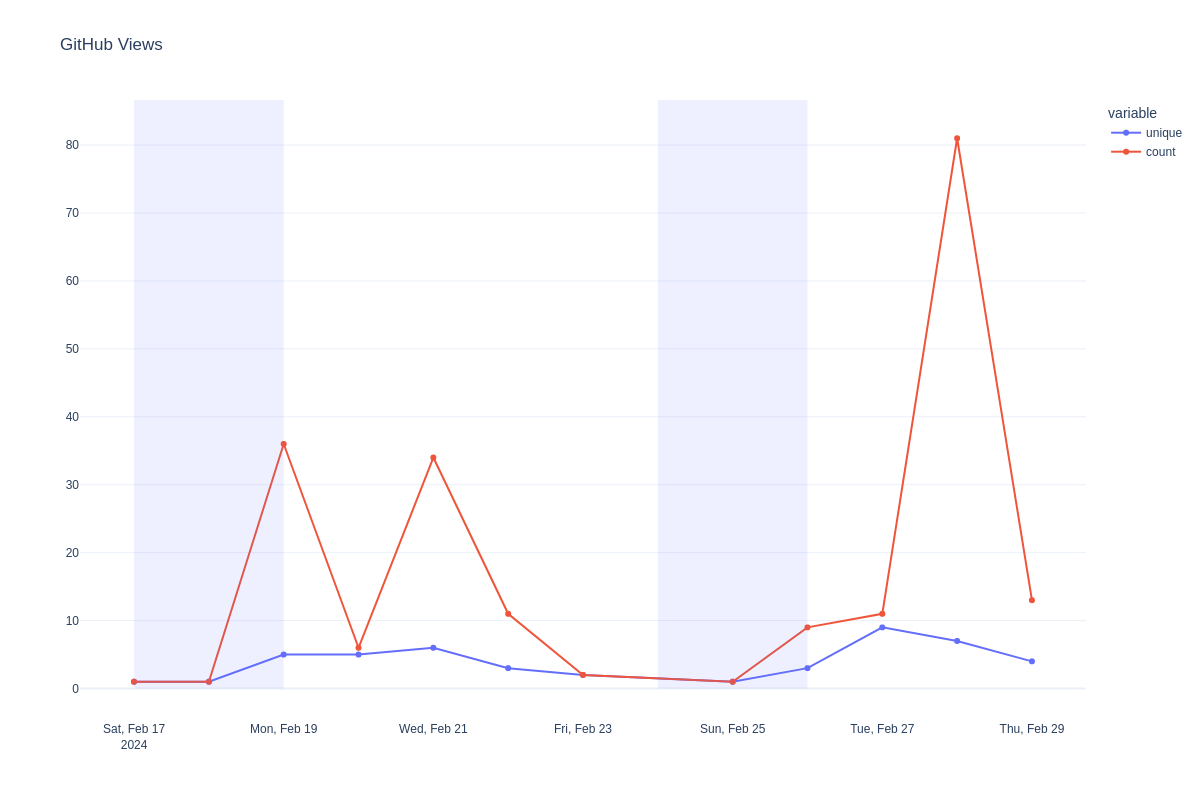 GitHub Views
variable
unique
count
80
70
60
50
40
30
20
10
0
Sat, Feb 17
2024
Mon, Feb 19
Wed, Feb 21
Fri, Feb 23
Sun, Feb 25
Tue, Feb 27
Thu, Feb 29